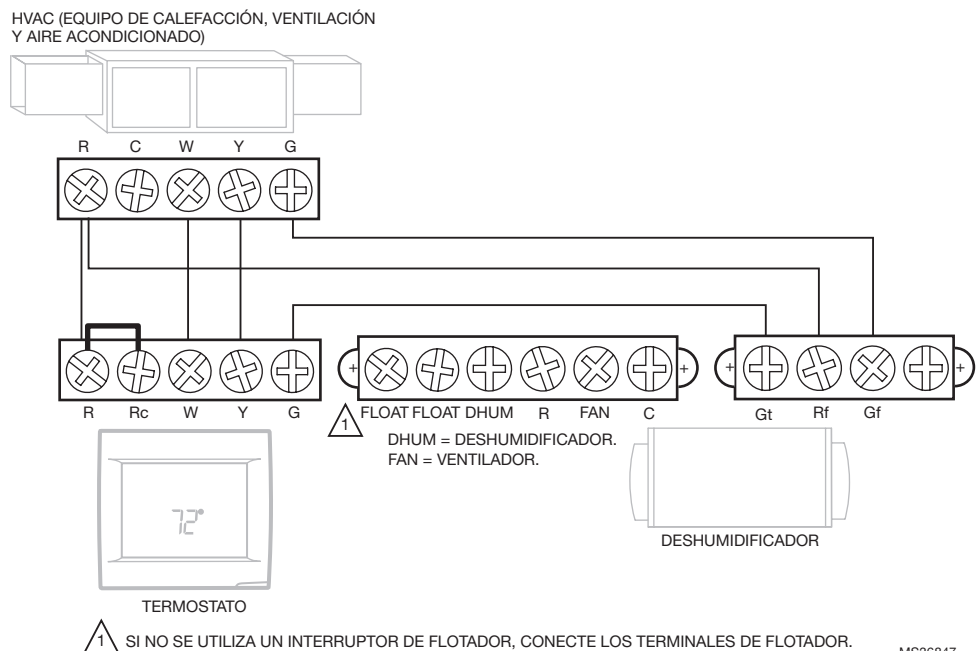 HVAC (EQUIPO DE CALEFACCIÓN, VENTILACIÓN
Y AIRE ACONDICIONADO)
R C W Y G
R Rc W Y G
1 FLOAT FLOAT DHUM R FAN C
Gt Rf Gf
DHUM = DESHUMIDIFICADOR.
FAN = VENTILADOR.
72°
DESHUMIDIFICADOR
TERMOSTATO
1 SI NO SE UTILIZA UN INTERRUPTOR DE FLOTADOR, CONECTE LOS TERMINALES DE FLOTADOR.